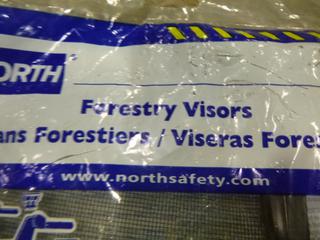 NORTH
Forestry Visors
ans Forestiers / Viseras Fores
www.northsafety.com